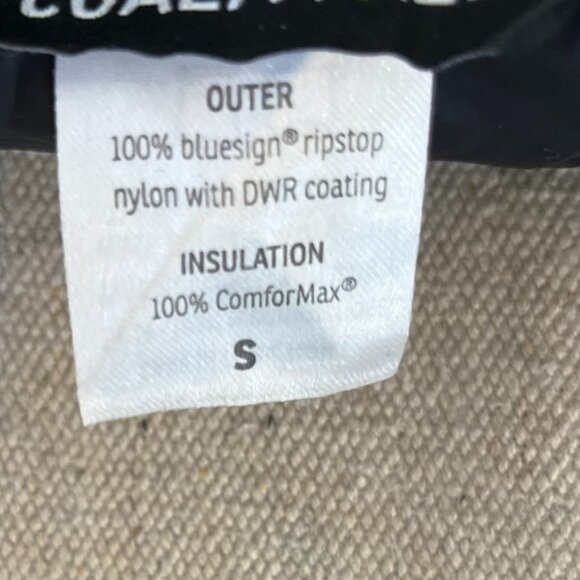 OUTER
100% bluesign® ripstop
nylon with DWR coating
INSULATION
100% ComforMax®
S